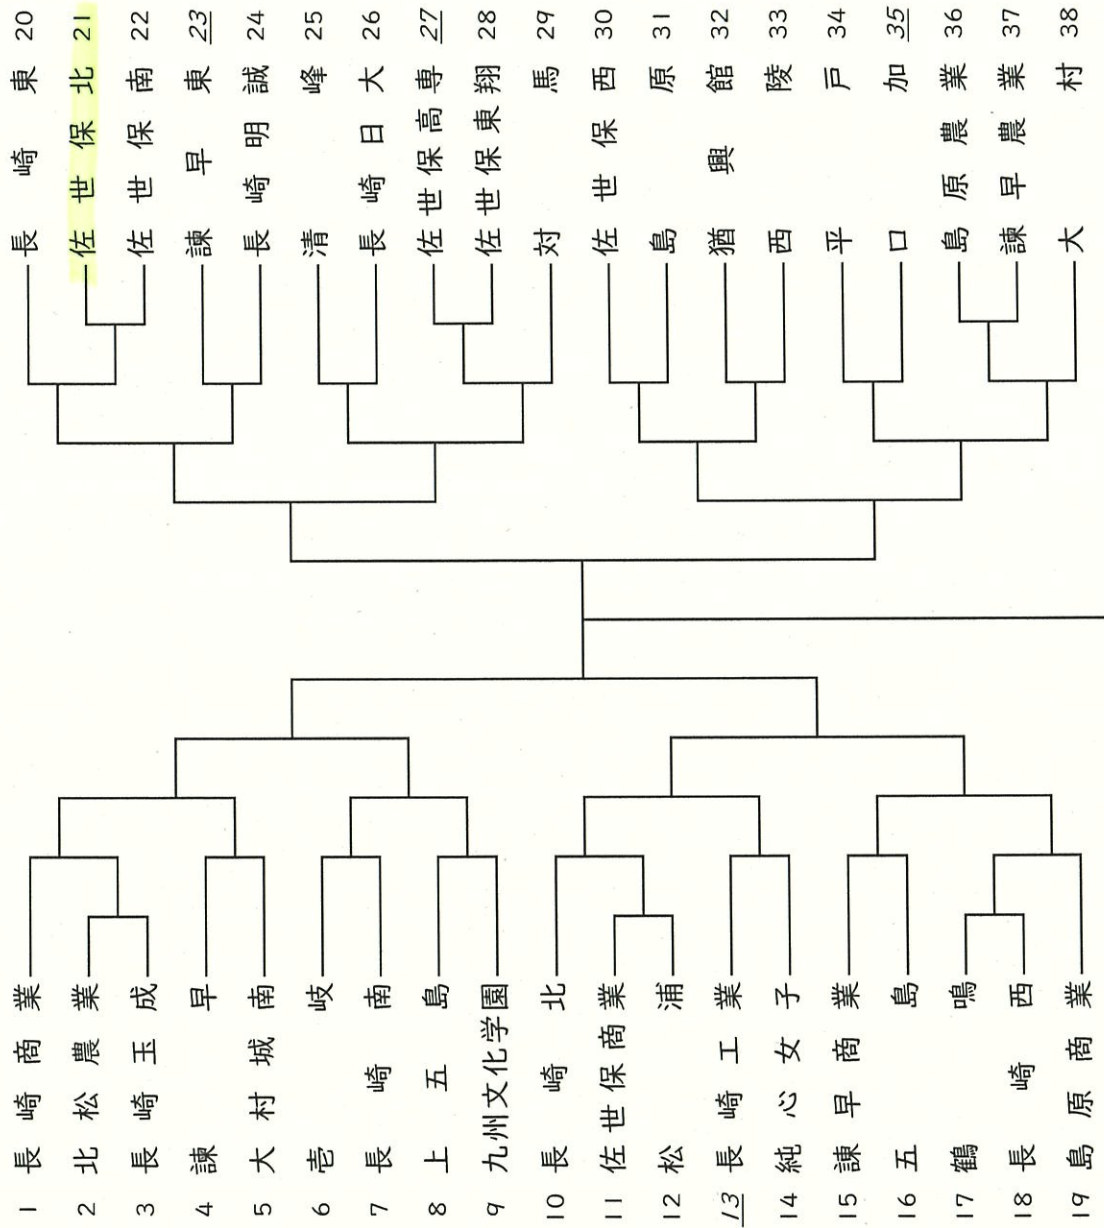 1 長崎商業
2 北松農業
3 長崎玉成
4 諫早
5 大村城南
6 壱岐
7 長崎南
8 上五島
9 九州文化学園
10 長崎北
11 佐世保商業
12 松浦
13 長崎工業
14 純心女子
15 諫早商業
16 五島
17 鶴鳴
18 長崎西
19 島原商業
長崎東 20
佐世保北 21
佐世保南 22
諫早東 23
長崎明誠 24
清峰 25
長崎日大 26
佐世保高専 27
佐世保東翔 28
対馬 29
佐世保西 30
島原 31
猶興館 32
西陵 33
平戸 34
口加 35
島原農業 36
諫早農業 37
大村 38